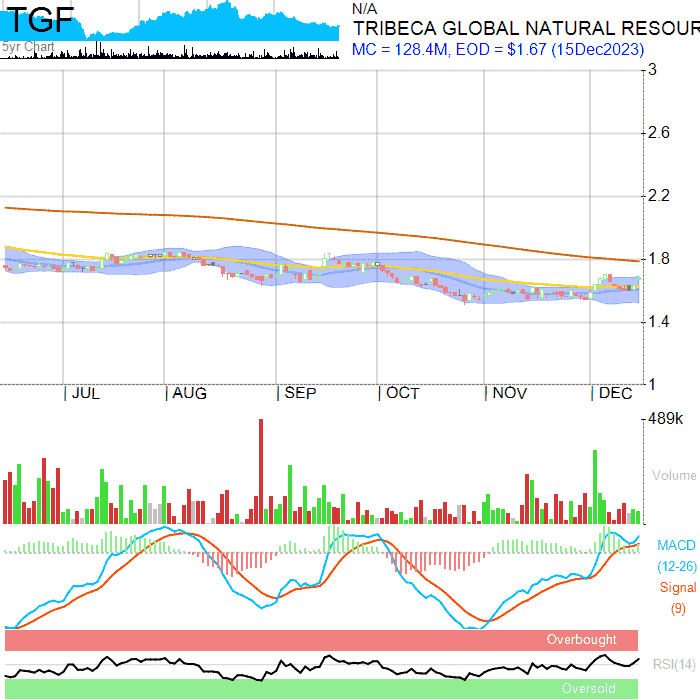 TGF
5yr Chart
N/A
TRIBECA GLOBAL NATURAL RESOUR
MC = 128.4M, EOD = $1.67 (15Dec2023)
3
2.6
2.2
1.8
1.4
1
JUL AUG SEP OCT NOV DEC
489k
Volume
MACD
(12-26)
Signal
(9)
Overbought
RSI(14)
Oversold